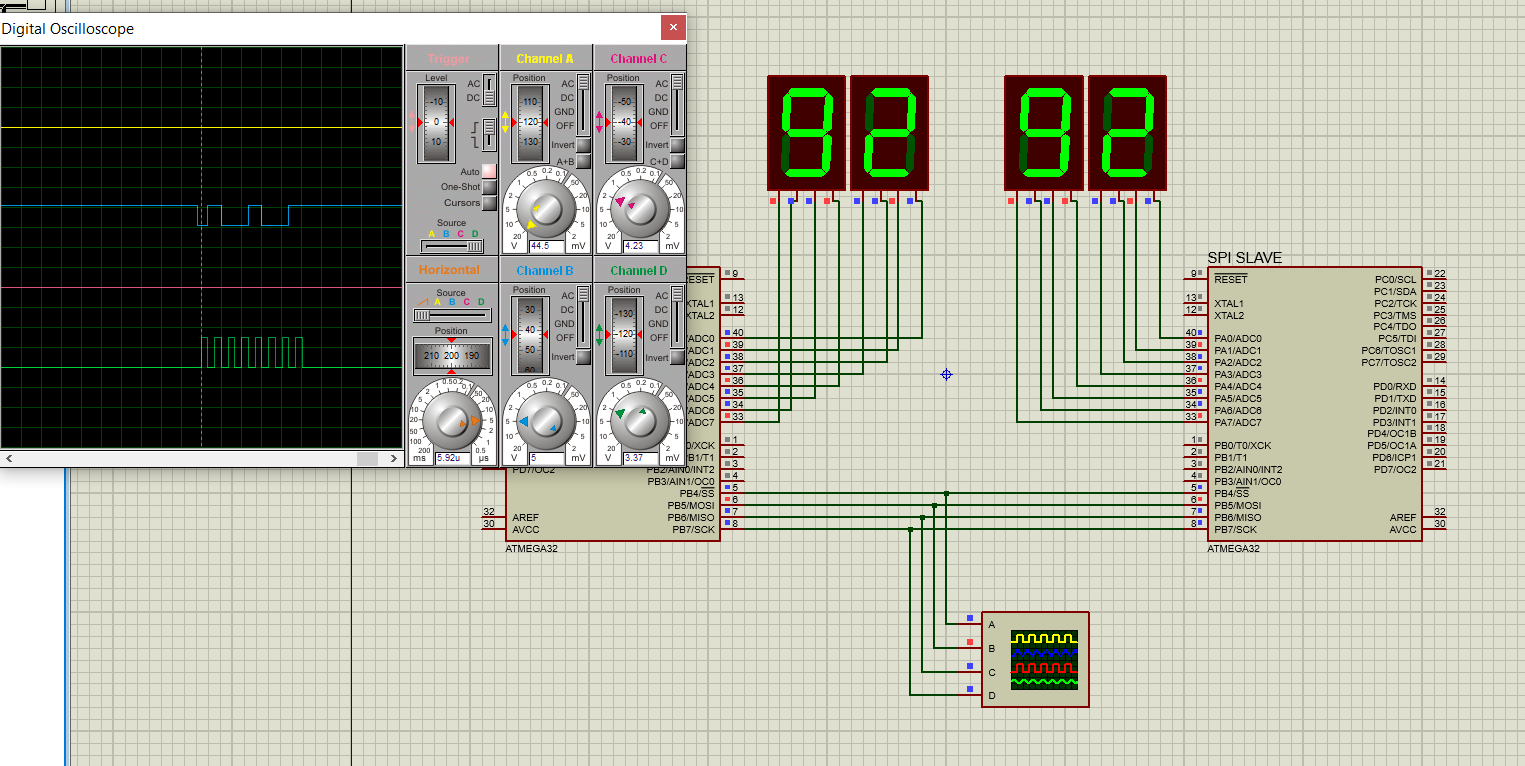 Digital Oscilloscope
Trigger
Level
AC
DC
-10
0
10
Auto
One-Shot
Cursors
Source
A B C D
Channel A
Position
AC
DC
GND
OFF
110
-120
-130
Invert
A+B
V
44.5
mV
Channel C
Position
AC
DC
GND
OFF
-50
-40
-30
Invert
C+D
V
4.23
mV
Horizontal
Source
A B C D
Position
210 200 190
ms
5.92u
µs
Channel B
Position
AC
DC
GND
OFF
30
40
50
60
Invert
V
5
mV
Channel D
Position
AC
DC
GND
OFF
-130
-120
-110
Invert
V
3.37
mV
92
92
ESET 9
XTAL1 13
XTAL2 12
/ADC0 40
/ADC1 39
/ADC2 38
/ADC3 37
/ADC4 36
/ADC5 35
/ADC6 34
/ADC7 33
0/XCK 1
PB1/T1 2
PD7/OC2
PB2/AIN0/INT2 3
PB3/AIN1/OC0 4
PB4/SS 5
PB5/MOSI 6
32 AREF PB6/MISO 7
30 AVCC PB7/SCK 8
ATMEGA32
SPI SLAVE
9 RESET PC0/SCL 22
PC1/SDA 23
13 XTAL1 PC2/TCK 24
12 XTAL2 PC3/TMS 25
PC4/TDO 26
40 PA0/ADC0 PC5/TDI 27
39 PA1/ADC1 PC6/TOSC1 28
38 PA2/ADC2 PC7/TOSC2 29
37 PA3/ADC3
36 PA4/ADC4 PD0/RXD 14
35 PA5/ADC5 PD1/TXD 15
34 PA6/ADC6 PD2/INT0 16
33 PA7/ADC7 PD3/INT1 17
PD4/OC1B 18
1 PB0/T0/XCK PD5/OC1A 19
2 PB1/T1 PD6/ICP1 20
3 PB2/AIN0/INT2 PD7/OC2 21
4 PB3/AIN1/OC0
5 PB4/SS
6 PB5/MOSI
7 PB6/MISO AREF 32
8 PB7/SCK AVCC 30
ATMEGA32
A
B
C
D